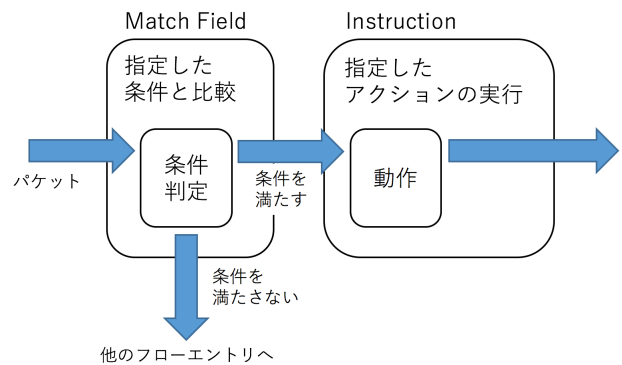 Match Field
指定した
条件と比較
条件
判定
パケット
条件を
満たす
Instruction
指定した
アクションの実行
動作
条件を
満たさない
他のフローエントリへ